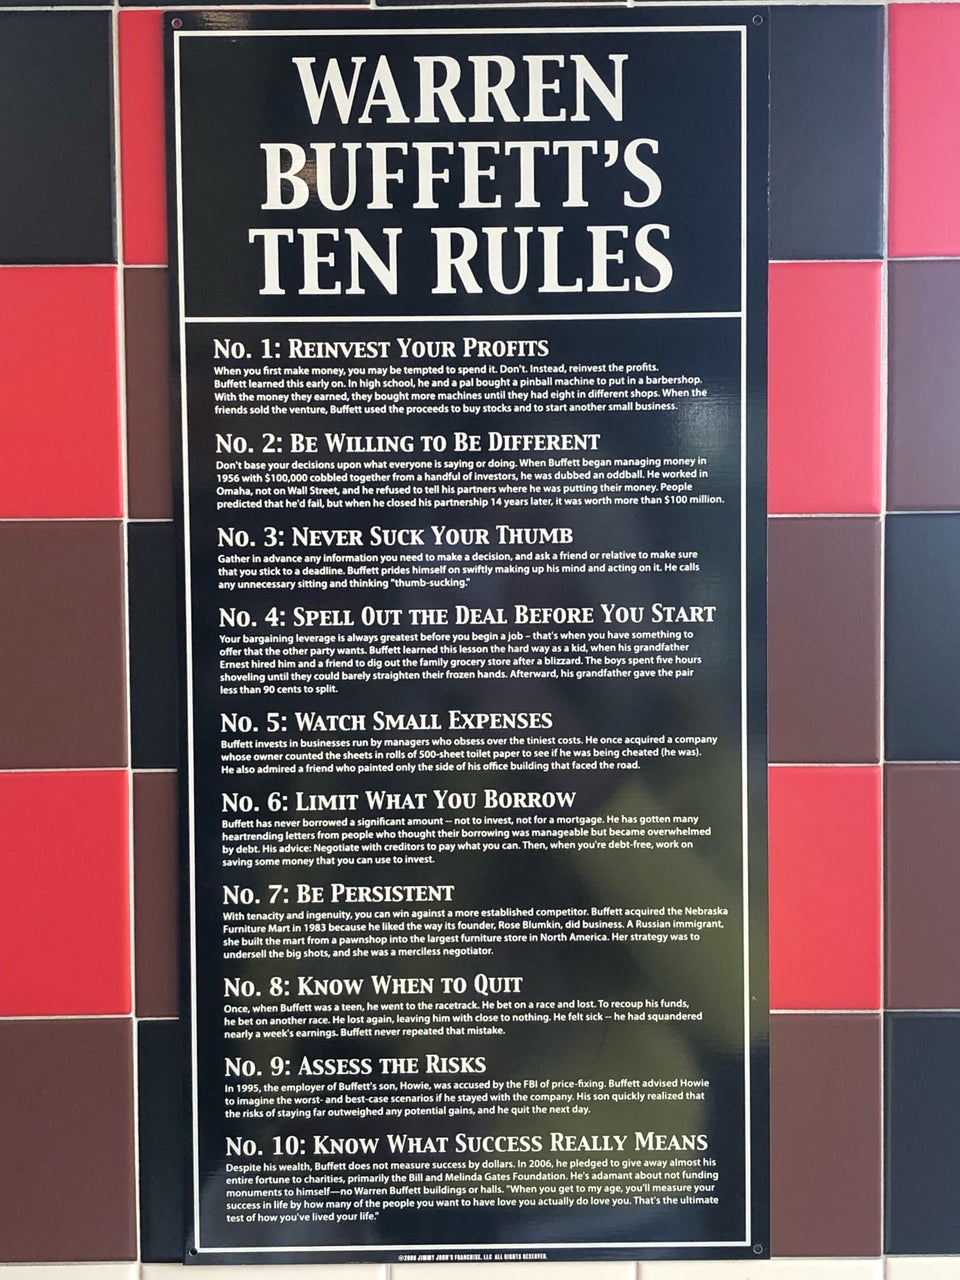 WARREN
BUFFETT'S
TEN RULES
No. 1: Reinvest Your Profits
When you first make money, you may be tempted to spend it. Don't. Instead, reinvest the profits.
Buffett learned this early on. In high school, he and a pal bought a pinball machine to put in a barbershop.
With the money they earned, they bought more machines until they had eight in different shops. When the
friends sold the venture, Buffett used the proceeds to buy stocks and to start another small business.
No. 2: Be Willing to Be Different
Don't base your decisions upon what everyone is saying or doing. When Buffett began managing money in
1956 with $100,000 cobbled together from a handful of investors, he was dubbed an oddball. He worked in
Omaha, not on Wall Street, and he refused to tell his partners where he was putting their money. People
predicted that he'd fail, but when he closed his partnership 14 years later, it was worth more than $100 million.
No. 3: Never Suck Your Thumb
Gather in advance any information you need to make a decision, and ask a friend or relative to make sure
that you stick to a deadline. Buffett prides himself on swiftly making up his mind and acting on it. He calls
any unnecessary sitting and thinking "thumb-sucking."
No. 4: Spell Out the Deal Before You Start
Your bargaining leverage is always greatest before you begin a job – that's when you have something to
offer that the other party wants. Buffett learned this lesson the hard way as a kid, when his grandfather
Ernest hired him and a friend to dig out the family grocery store after a blizzard. The boys spent five hours
shoveling until they could barely straighten their frozen hands. Afterward, his grandfather gave the pair
less than 90 cents to split.
No. 5: Watch Small Expenses
Buffett invests in businesses run by managers who obsess over the tiniest costs. He once acquired a company
whose owner counted the sheets in rolls of 500-sheet toilet paper to see if he was being cheated (he was).
He also admired a friend who painted only the side of his office building that faced the road.
No. 6: Limit What You Borrow
Buffett has never borrowed a significant amount -- not to invest, not for a mortgage. He has gotten many
heartrending letters from people who thought their borrowing was manageable but became overwhelmed
by debt. His advice: Negotiate with creditors to pay what you can. Then, when you're debt-free, work on
saving some money that you can use to invest.
No. 7: Be Persistent
With tenacity and ingenuity, you can win against a more established competitor. Buffett acquired the Nebraska
Furniture Mart in 1983 because he liked the way its founder, Rose Blumkin, did business. A Russian immigrant,
she built the mart from a pawnshop into the largest furniture store in North America. Her strategy was to
undersell the big shots, and she was a merciless negotiator.
No. 8: Know When to Quit
Once, when Buffett was a teen, he went to the racetrack. He bet on a race and lost. To recoup his funds,
he bet on another race. He lost again, leaving him with close to nothing. He felt sick -- he had squandered
nearly a week's earnings. Buffett never repeated that mistake.
No. 9: Assess the Risks
In 1995, the employer of Buffett's son, Howie, was accused by the FBI of price-fixing. Buffett advised Howie
to imagine the worst- and best-case scenarios if he stayed with the company. His son quickly realized that
the risks of staying far outweighed any potential gains, and he quit the next day.
No. 10: Know What Success Really Means
Despite his wealth, Buffett does not measure success by dollars. In 2006, he pledged to give away almost his
entire fortune to charities, primarily the Bill and Melinda Gates Foundation. He's adamant about not funding
monuments to himself—no Warren Buffett buildings or halls. "When you get to my age, you'll measure your
success in life by how many of the people you want to have love you actually do love you. That's the ultimate
test of how you've lived your life."
JIMMY JOHN'S FRANCHISE, LLC ALL RIGHTS RESERVED.